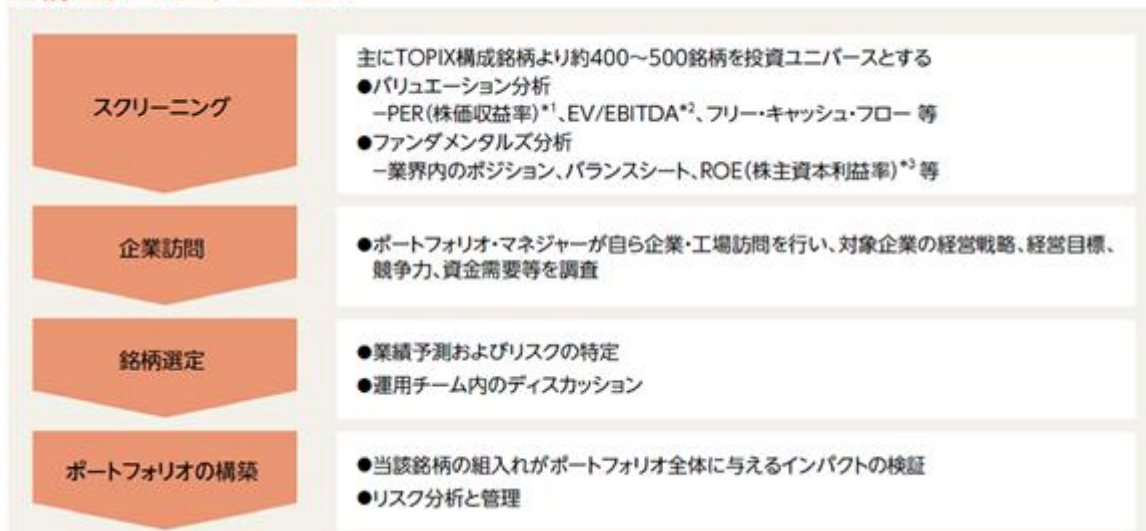 スクリーニング
主にTOPIX構成銘柄より約400～500銘柄を投資ユニバースとする
●バリュエーション分析
－PER(株価収益率)*1、EV/EBITDA*2、フリー・キャッシュ・フロー 等
●ファンダメンタルズ分析
－業界内のポジション、バランスシート、ROE(株主資本利益率)*3 等
企業訪問
●ポートフォリオ・マネジャーが自ら企業・工場訪問を行い、対象企業の経営戦略、経営目標、
競争力、資金需要等を調査
銘柄選定
●業績予測およびリスクの特定
●運用チーム内のディスカッション
ポートフォリオの構築
●当該銘柄の組入れがポートフォリオ全体に与えるインパクトの検証
●リスク分析と管理